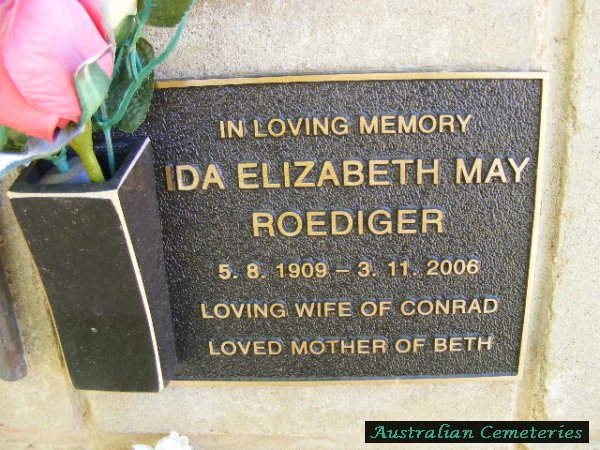 IN LOVING MEMORY
IDA ELIZABETH MAY
ROEDIGER
5. 8. 1909 – 3. 11. 2006
LOVING WIFE OF CONRAD
LOVED MOTHER OF BETH
Australian Cemeteries